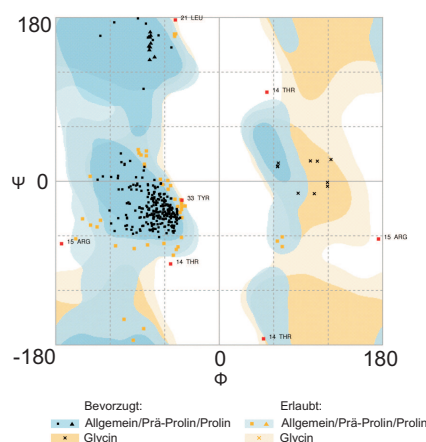 180
21 LEU
14 THR
Ψ 0
33 TYR
15 ARG
15 ARG
14 THR
14 THR
-180 0 180
Φ
Bevorzugt: Erlaubt:
Allgemein/Prä-Prolin/Prolin Allgemein/Prä-Prolin/Prolin
Glycin Glycin